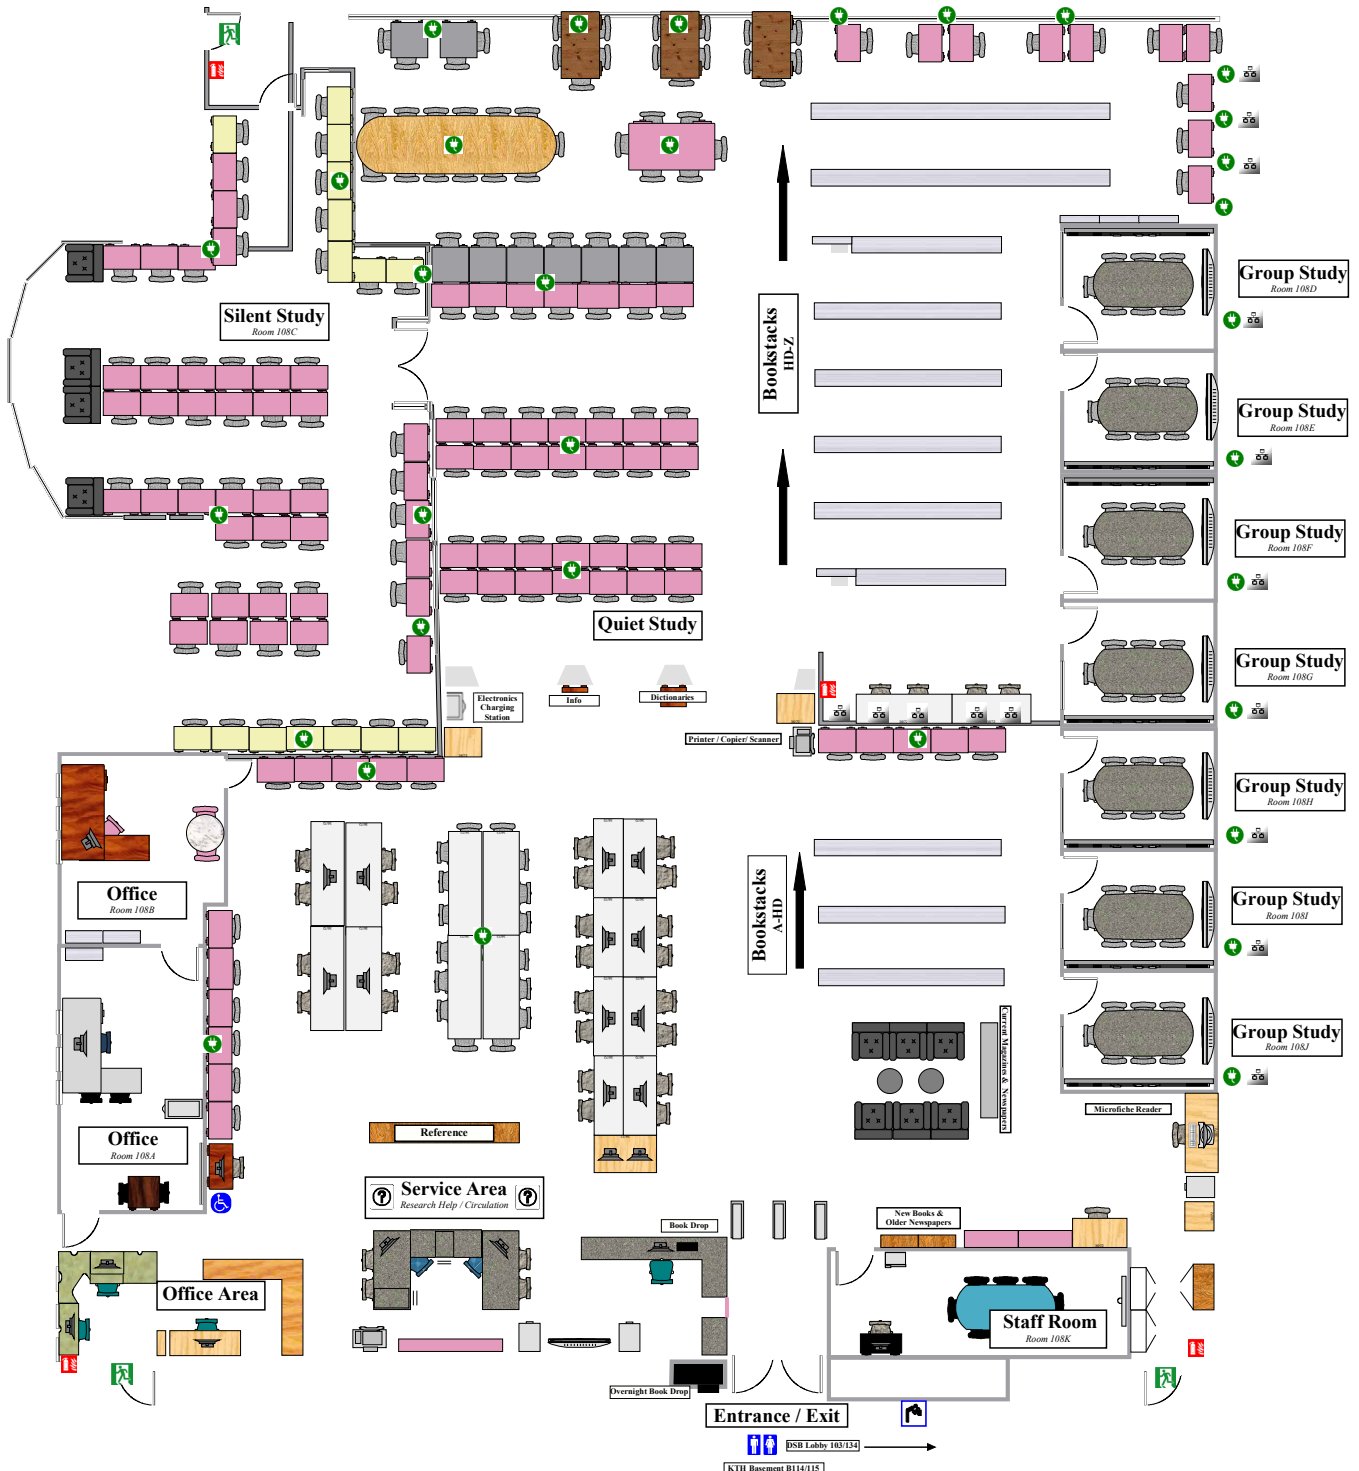 Silent Study
Room 108C
Bookstacks
HD-Z
Group Study
Room 108D
Group Study
Room 108E
Group Study
Room 108F
Quiet Study
Group Study
Room 108G
Electronics
Charging
Station
Info
Dictionaries
Printer / Copier/ Scanner
Group Study
Room 108H
Office
Room 108B
Bookstacks
A-HD
Group Study
Room 108I
Current Magazines & Newspapers
Group Study
Room 108J
Microfiche Reader
Reference
Office
Room 108A
?
Service Area
Research Help / Circulation
?
Book Drop
New Books &
Older Newspapers
Office Area
Staff Room
Room 108K
Overnight Book Drop
Entrance / Exit
DSB Lobby 103/134
KTH Basement B114/115